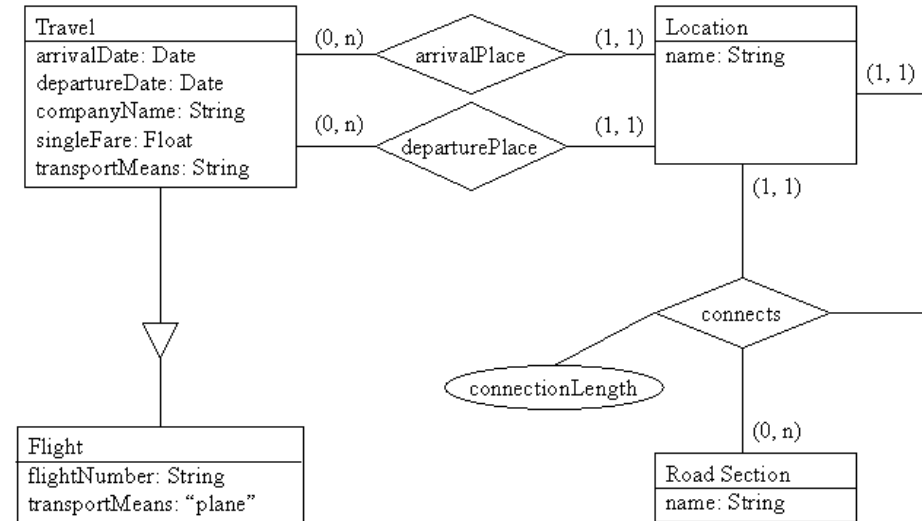 Travel
arrivalDate: Date
departureDate: Date
companyName: String
singleFare: Float
transportMeans: String
(0, n)
arrivalPlace
(1, 1)
(0, n)
departurePlace
(1, 1)
Location
name: String
(1, 1)
(1, 1)
connects
connectionLength
(0, n)
Flight
flightNumber: String
transportMeans: “plane”
Road Section
name: String